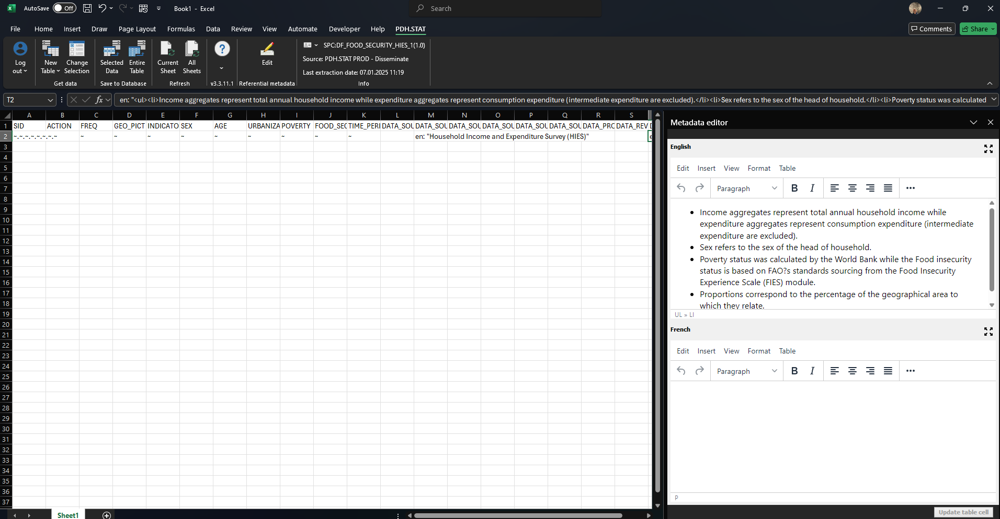 AutoSave Off Book1 - Excel Search
File Home Insert Draw Page Layout Formulas Data Review View Automate Developer Help PDH.STAT Comments Share
Log out
New Table
Change Selection
Get data
Selected Data
Entire Table
Save to Database
Current Sheet
All Sheets
Refresh
?
v3.3.11.1
Edit
Referential metadata
SPC:DF_FOOD_SECURITY_HIES_1(1.0)
Source: PDH.STAT PROD - Disseminate
Last extraction date: 07.01.2025 11:19
Info
T2 fx en: "<ul><li>Income aggregates represent total annual household income while expenditure aggregates represent consumption expenditure (intermediate expenditure are excluded).</li><li>Sex refers to the sex of the head of household.</li><li>Poverty status was calculated
A B C D E F G H I J K L M N O P Q R S
1 SID ACTION FREQ GEO_PICT INDICATO SEX AGE URBANIZA POVERTY FOOD_SEC TIME_PERI DATA_SOU DATA_SOU DATA_SOU DATA_SOU DATA_SOU DATA_SOU DATA_PRO DATA_REV
2 ~.~.~.~.~.~.~.~ ~ ~ ~ ~ ~ ~ ~ ~ ~ en: "Household Income and Expenditure Survey (HIES)" e
3
4
5
6
7
8
9
10
11
12
13
14
15
16
17
18
19
20
21
22
23
24
25
26
27
28
29
30
31
32
33
34
35
36
37
Sheet1
Metadata editor
English
Edit Insert View Format Table
Paragraph B I
• Income aggregates represent total annual household income while
expenditure aggregates represent consumption expenditure (intermediate
expenditure are excluded).
• Sex refers to the sex of the head of household.
• Poverty status was calculated by the World Bank while the Food insecurity
status is based on FAO?s standards sourcing from the Food Insecurity
Experience Scale (FIES) module.
• Proportions correspond to the percentage of the geographical area to
which they relate.
UL » LI
French
Edit Insert View Format Table
Paragraph B I
P
Update table cell